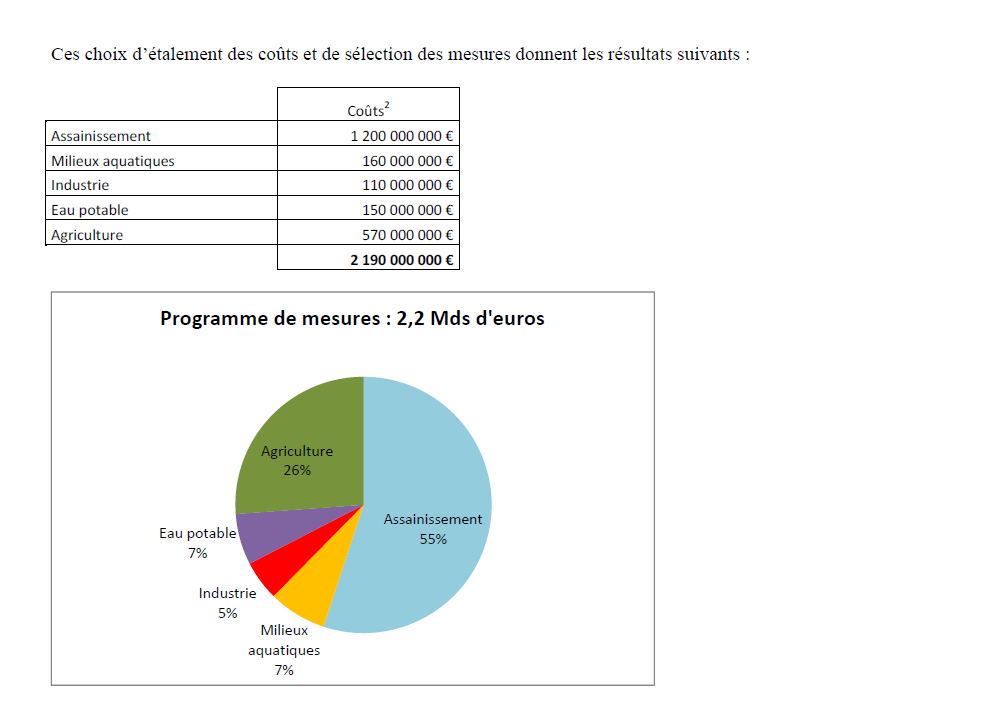 Ces choix d’étalement des coûts et de sélection des mesures donnent les résultats suivants :
Coûts2
Assainissement 1 200 000 000 €
Milieux aquatiques 160 000 000 €
Industrie 110 000 000 €
Eau potable 150 000 000 €
Agriculture 570 000 000 €
2 190 000 000 €
Programme de mesures : 2,2 Mds d'euros
Agriculture
26%
Assainissement
55%
Eau potable
7%
Industrie
5%
Milieux
aquatiques
7%